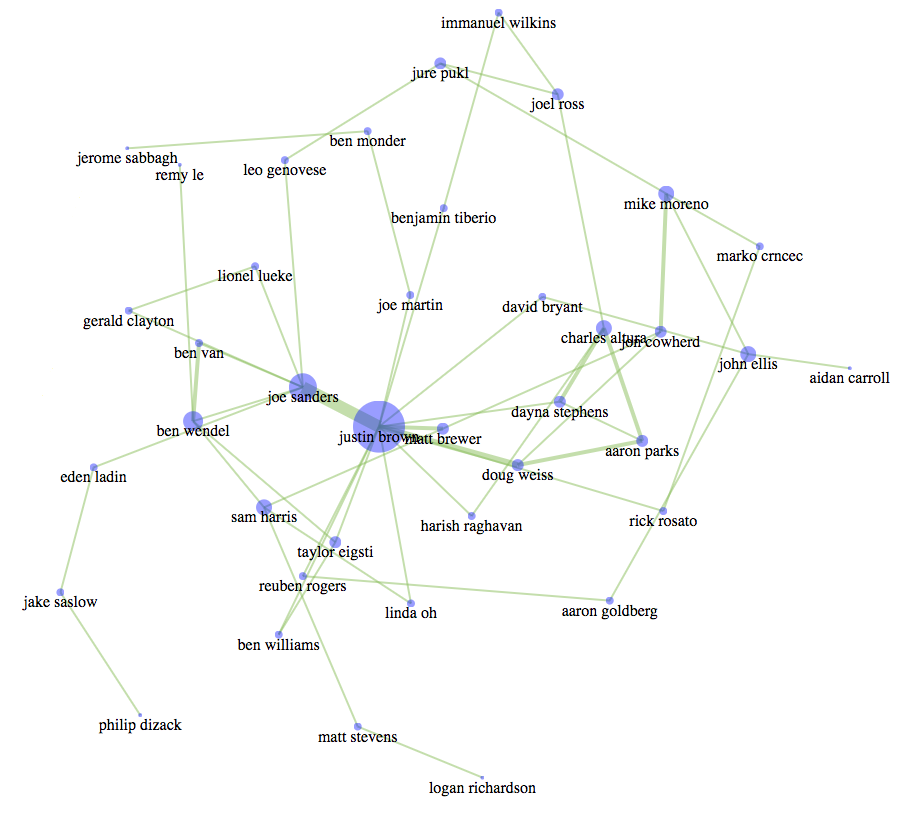 immanuel wilkins
jure pukl
joel ross
ben monder
jerome sabbagh
leo genovese
remy le
mike moreno
benjamin tiberio
marko crncec
lionel lueke
joe martin
david bryant
gerald clayton
charles altura
jon cowherd
ben van
john ellis
aidan carroll
joe sanders
dayna stephens
ben wendel
justin brown
matt brewer
aaron parks
doug weiss
eden ladin
sam harris
rick rosato
harish raghavan
taylor eigsti
reuben rogers
jake saslow
linda oh
aaron goldberg
ben williams
philip dizack
matt stevens
logan richardson